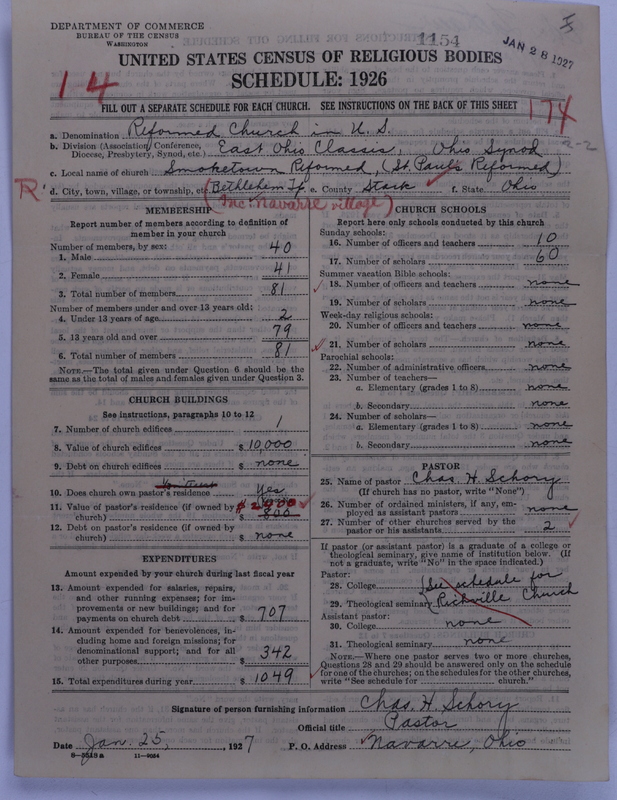 DEPARTMENT OF COMMERCE
BUREAU OF THE CENSUS
WASHINGTON
1154
JAN 28 1927
UNITED STATES CENSUS OF RELIGIOUS BODIES
SCHEDULE: 1926
14
174
FILL OUT A SEPARATE SCHEDULE FOR EACH CHURCH. SEE INSTRUCTIONS ON THE BACK OF THIS SHEET
a. Denomination Reformed Church in U.S.
b. Division (Association, Conference, Diocese, Presbytery, Synod, etc.) East Ohio Classis, Ohio Synod
2-2
c. Local name of church Smoketown Reformed, (St. Paul's Reformed)
R
d. City, town, village, or township, etc. Bethlehem Tp. e. County Stark f. State Ohio
(Inc. Navarre village)
MEMBERSHIP
Report number of members according to definition of member in your church
Number of members, by sex:
1. Male 40
2. Female 41
3. Total number of members 81
Number of members under and over 13 years old:
4. Under 13 years of age 2
5. 13 years old and over 79
6. Total number of members 81
NOTE.—The total given under Question 6 should be the same as the total of males and females given under Question 3.
CHURCH BUILDINGS
See instructions, paragraphs 10 to 12
7. Number of church edifices 1
8. Value of church edifices $ 10,000
9. Debt on church edifices $ none
10. Does church own pastor's residence Yes
11. Value of pastor's residence (if owned by church) $ 2400 800
12. Debt on pastor's residence (if owned by church) $ none
EXPENDITURES
Amount expended by your church during last fiscal year
13. Amount expended for salaries, repairs, and other running expenses; for improvements or new buildings; and for payments on church debt $ 707
14. Amount expended for benevolences, including home and foreign missions; for denominational support; and for all other purposes $ 342
15. Total expenditures during year $ 1049
CHURCH SCHOOLS
Report here only schools conducted by this church
Sunday schools:
16. Number of officers and teachers 10
17. Number of scholars 60
Summer vacation Bible schools:
18. Number of officers and teachers none
19. Number of scholars none
Week-day religious schools:
20. Number of officers and teachers none
21. Number of scholars none
Parochial schools:
22. Number of administrative officers none
23. Number of teachers—
a. Elementary (grades 1 to 8) none
b. Secondary none
24. Number of scholars—
a. Elementary (grades 1 to 8) none
b. Secondary none
PASTOR
25. Name of pastor Chas. H. Schory
(If church has no pastor, write "None")
26. Number of ordained ministers, if any, employed as assistant pastors none
27. Number of other churches served by the pastor or his assistants 2
If pastor (or assistant pastor) is a graduate of a college or theological seminary, give name of institution below. (If not a graduate, write "No" in the space indicated.)
Pastor:
28. College (See schedule for
29. Theological seminary Richville Church
Assistant pastor:
30. College none
31. Theological seminary none
NOTE.—Where one pastor serves two or more churches, Questions 28 and 29 should be answered only on the schedule for one of the churches; on the schedules for the other churches, write "See schedule for ........ church."
Signature of person furnishing information Chas. H. Schory
Official title Pastor
Date Jan. 25, 1927 P. O. Address Navarre, Ohio
8-5518a 11-9054